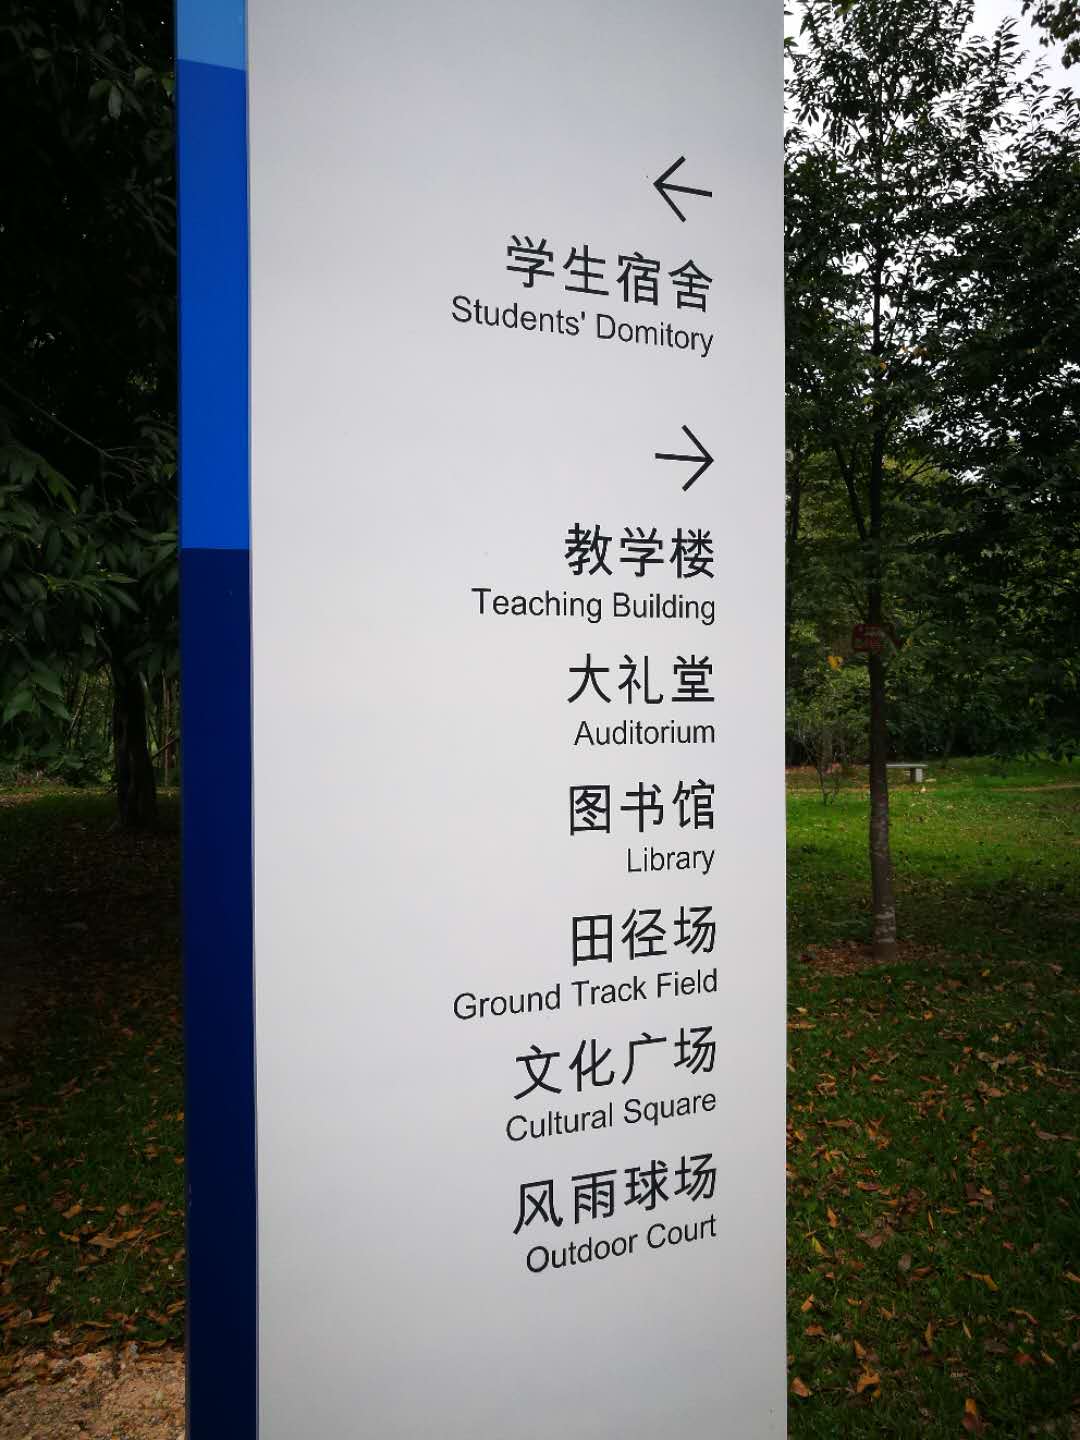 学生宿舍
Students' Domitory
教学楼
Teaching Building
大礼堂
Auditorium
图书馆
Library
田径场
Ground Track Field
文化广场
Cultural Square
风雨球场
Outdoor Court